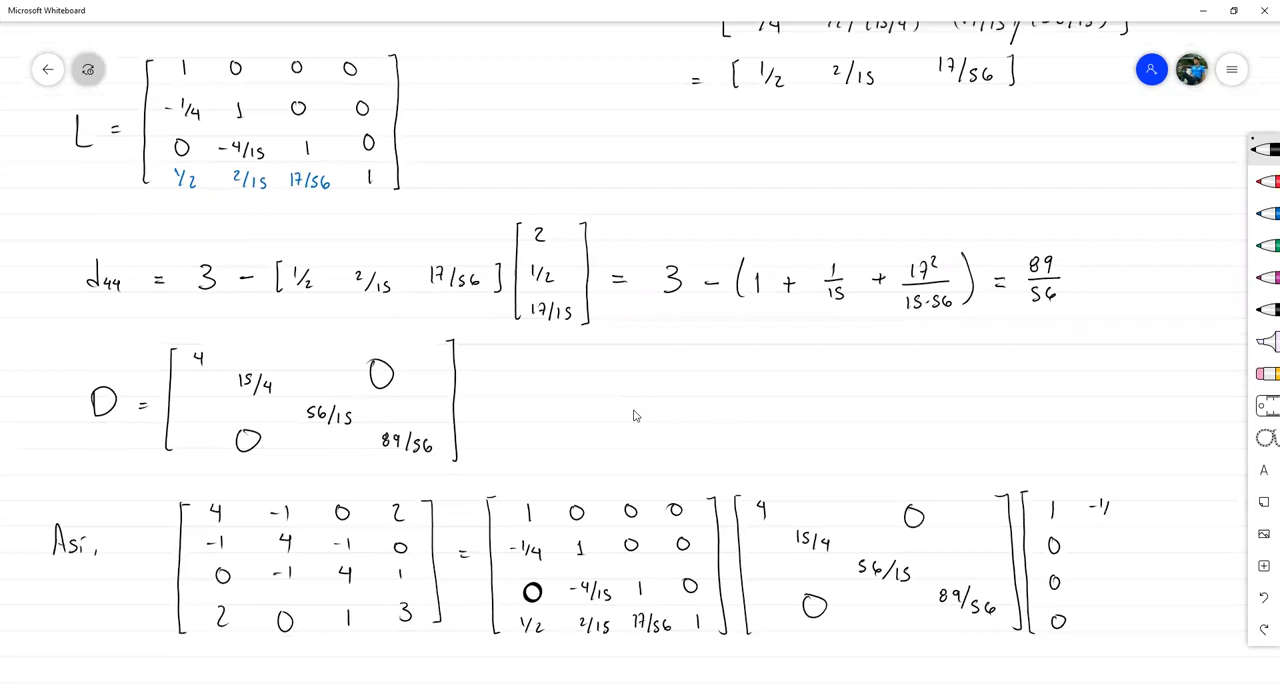 Microsoft Whiteboard
= [ 1/2 2/15 17/56 ]
L = [ 1 0 0 0
-1/4 1 0 0
0 -4/15 1 0
1/2 2/15 17/56 1 ]
d44 = 3 - [ 1/2 2/15 17/56 ] [ 2 1/2 17/15 ] = 3 - ( 1 + 1/15 + 17²/15·56 ) = 89/56
D = [ 4 0
15/4
56/15
0 89/56 ]
Así, [ 4 -1 0 2 
-1 4 -1 0
0 -1 4 1
2 0 1 3 ] = [ 1 0 0 0
-1/4 1 0 0
0 -4/15 1 0
1/2 2/15 17/56 1 ] [ 4 0
15/4
56/15
0 89/56 ] [ 1 -1/
0
0
0
A